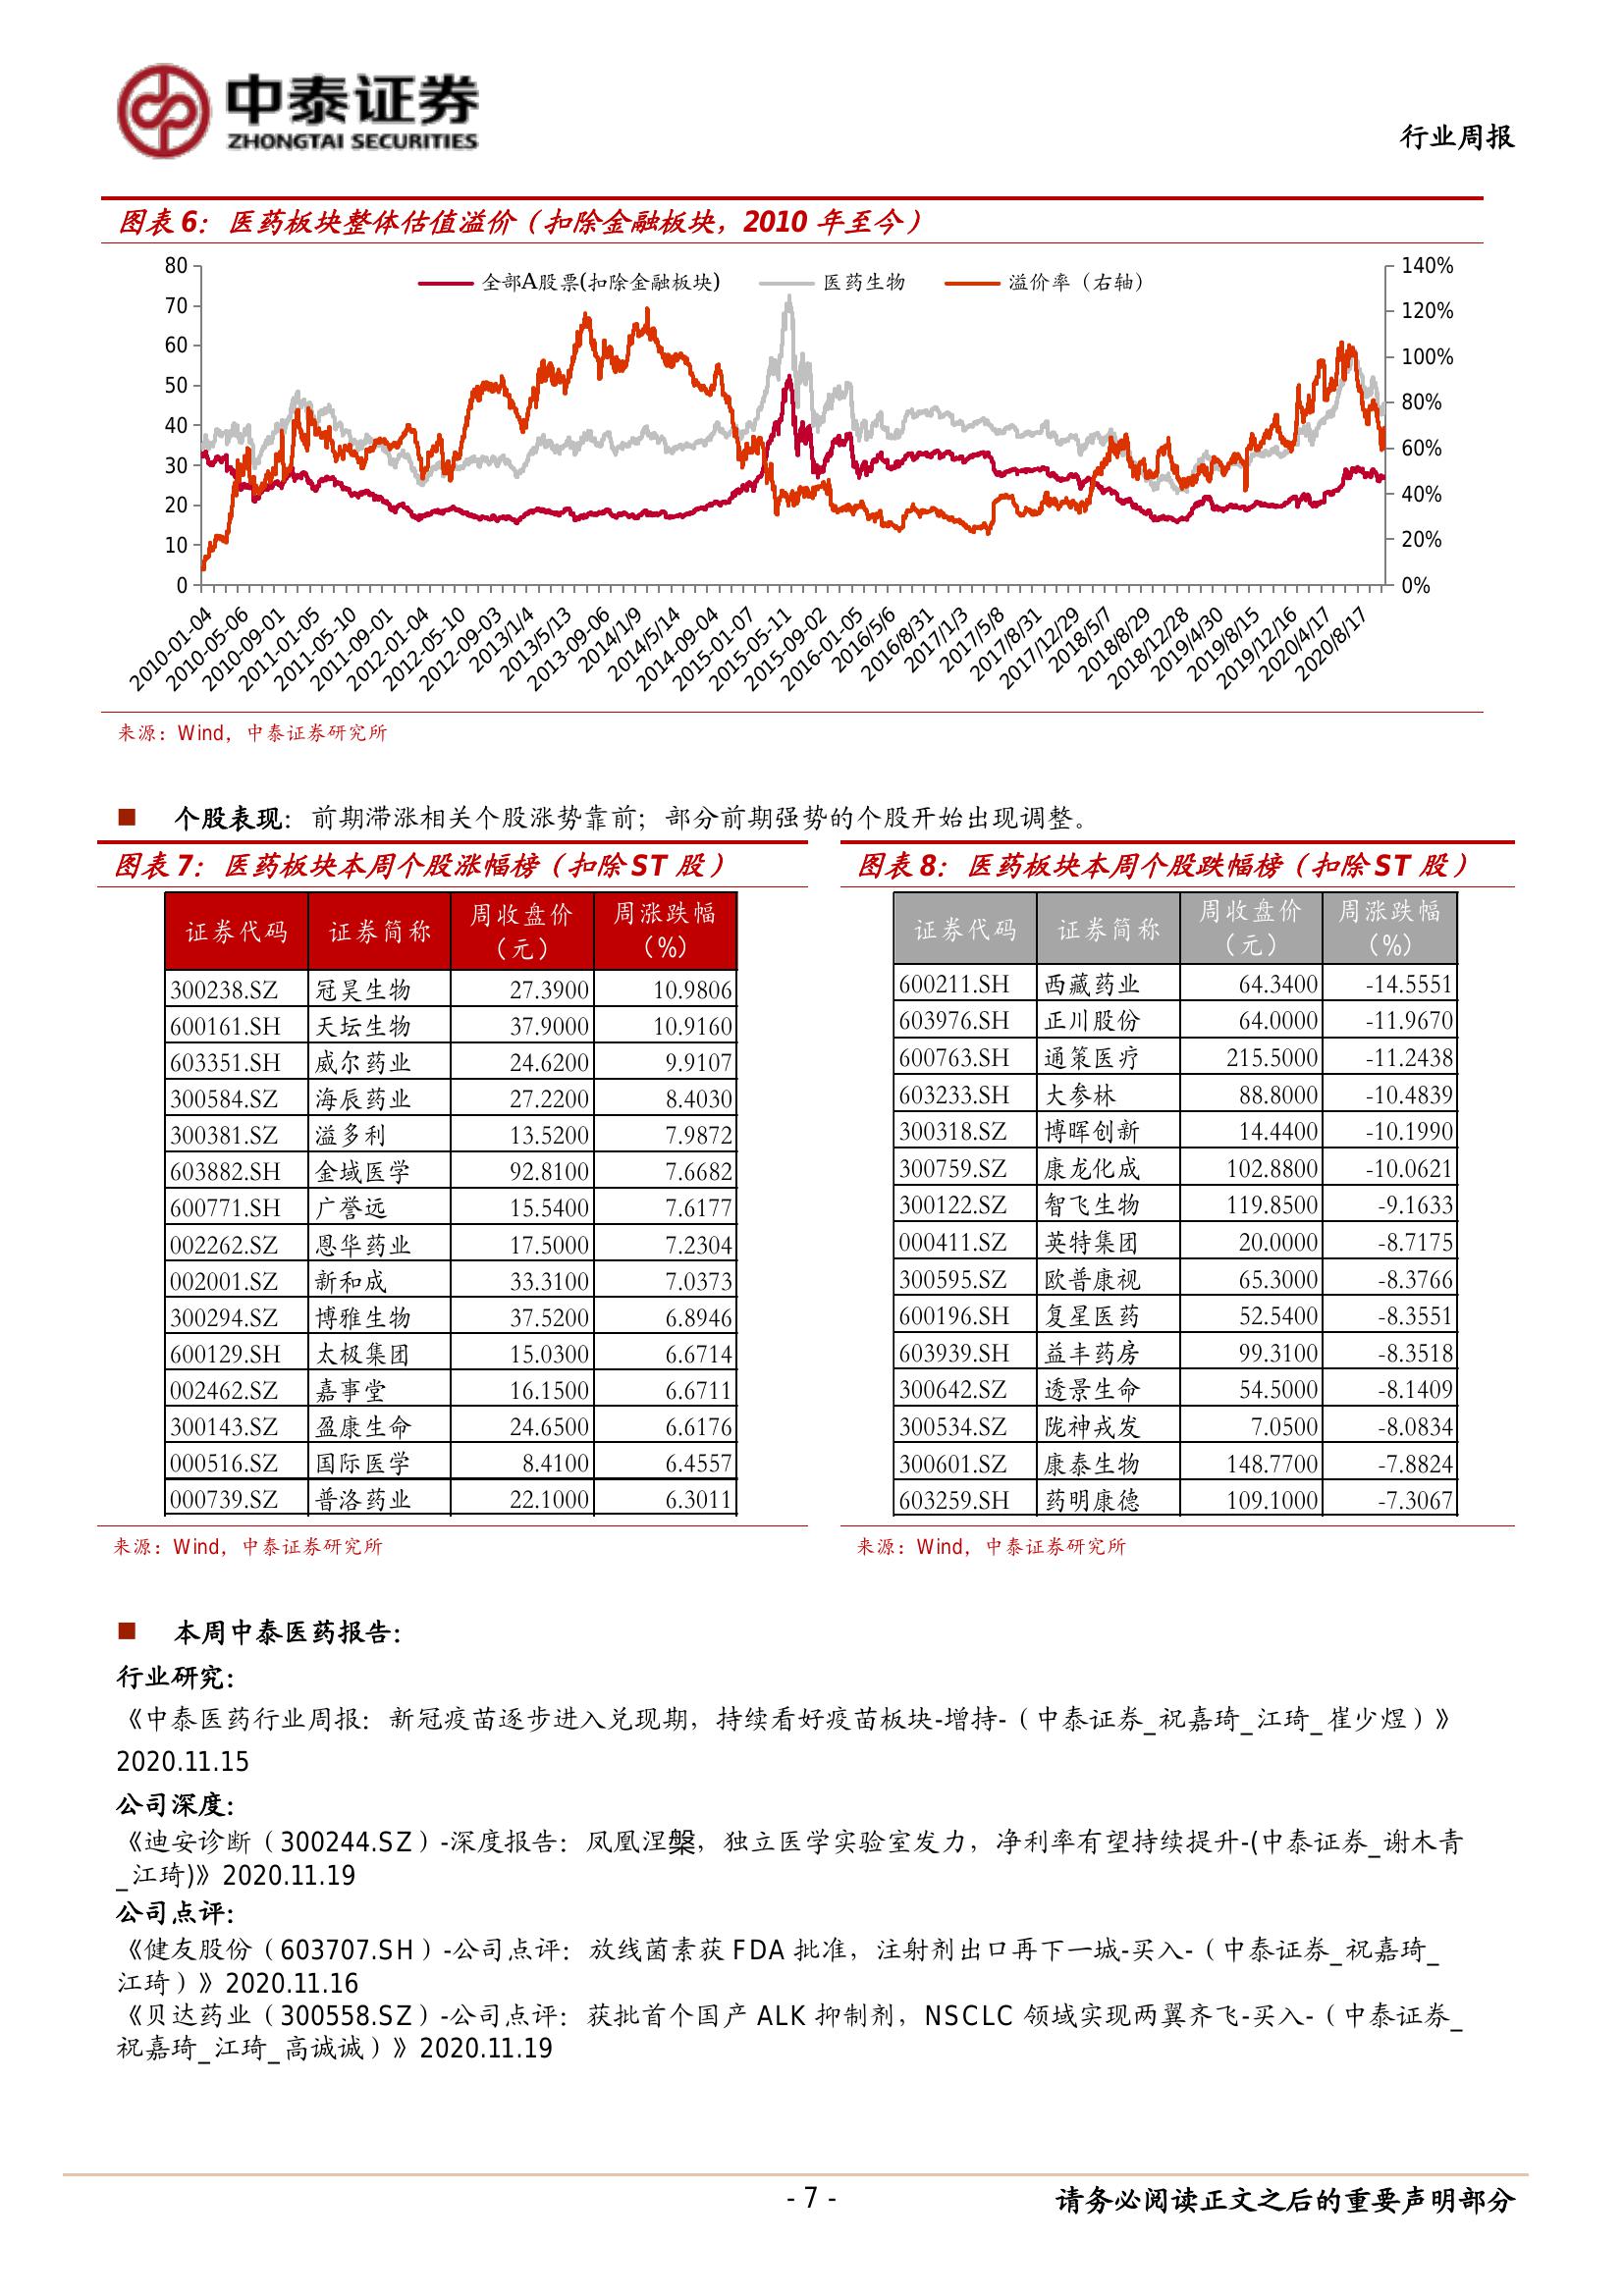 中泰证券
ZHONGTAI SECURITIES
行业周报
图表 6：医药板块整体估值溢价（扣除金融板块，2010 年至今）
全部A股票(扣除金融板块) 医药生物 溢价率（右轴）
80 140%
70 120%
60 100%
50 80%
40 60%
30 40%
20 20%
10 0%
0
2010-01-04 2010-05-06 2010-09-01 2011-01-05 2011-05-10 2011-09-01 2012-01-04 2012-05-10 2012-09-03 2013/1/4 2013/5/13 2013-09-06 2014/1/9 2014/5/14 2014-09-04 2015-01-07 2015-05-11 2015-09-02 2016-01-05 2016/5/6 2016/8/31 2017/1/3 2017/5/8 2017/8/31 2017/12/29 2018/5/7 2018/8/29 2018/12/28 2019/4/30 2019/8/15 2019/12/16 2020/4/17 2020/8/17
来源：Wind，中泰证券研究所
■ 个股表现：前期滞涨相关个股涨势靠前；部分前期强势的个股开始出现调整。
图表 7：医药板块本周个股涨幅榜（扣除 ST 股）
证券代码 证券简称 周收盘价（元） 周涨跌幅（%）
300238.SZ 冠昊生物 27.3900 10.9806
600161.SH 天坛生物 37.9000 10.9160
603351.SH 威尔药业 24.6200 9.9107
300584.SZ 海辰药业 27.2200 8.4030
300381.SZ 溢多利 13.5200 7.9872
603882.SH 金域医学 92.8100 7.6682
600771.SH 广誉远 15.5400 7.6177
002262.SZ 恩华药业 17.5000 7.2304
002001.SZ 新和成 33.3100 7.0373
300294.SZ 博雅生物 37.5200 6.8946
600129.SH 太极集团 15.0300 6.6714
002462.SZ 嘉事堂 16.1500 6.6711
300143.SZ 盈康生命 24.6500 6.6176
000516.SZ 国际医学 8.4100 6.4557
000739.SZ 普洛药业 22.1000 6.3011
来源：Wind，中泰证券研究所
图表 8：医药板块本周个股跌幅榜（扣除 ST 股）
证券代码 证券简称 周收盘价（元） 周涨跌幅（%）
600211.SH 西藏药业 64.3400 -14.5551
603976.SH 正川股份 64.0000 -11.9670
600763.SH 通策医疗 215.5000 -11.2438
603233.SH 大参林 88.8000 -10.4839
300318.SZ 博晖创新 14.4400 -10.1990
300759.SZ 康龙化成 102.8800 -10.0621
300122.SZ 智飞生物 119.8500 -9.1633
000411.SZ 英特集团 20.0000 -8.7175
300595.SZ 欧普康视 65.3000 -8.3766
600196.SH 复星医药 52.5400 -8.3551
603939.SH 益丰药房 99.3100 -8.3518
300642.SZ 透景生命 54.5000 -8.1409
300534.SZ 陇神戎发 7.0500 -8.0834
300601.SZ 康泰生物 148.7700 -7.8824
603259.SH 药明康德 109.1000 -7.3067
来源：Wind，中泰证券研究所
■ 本周中泰医药报告：
行业研究：
《中泰医药行业周报：新冠疫苗逐步进入兑现期，持续看好疫苗板块-增持-（中泰证券_祝嘉琦_江琦_崔少煜）》
2020.11.15
公司深度：
《迪安诊断（300244.SZ）-深度报告：凤凰涅槃，独立医学实验室发力，净利率有望持续提升-(中泰证券_谢木青
_江琦)》2020.11.19
公司点评：
《健友股份（603707.SH）-公司点评：放线菌素获 FDA 批准，注射剂出口再下一城-买入-（中泰证券_祝嘉琦_
江琦）》2020.11.16
《贝达药业（300558.SZ）-公司点评：获批首个国产 ALK 抑制剂，NSCLC 领域实现两翼齐飞-买入-（中泰证券_
祝嘉琦_江琦_高诚诚）》2020.11.19
- 7 -
请务必阅读正文之后的重要声明部分